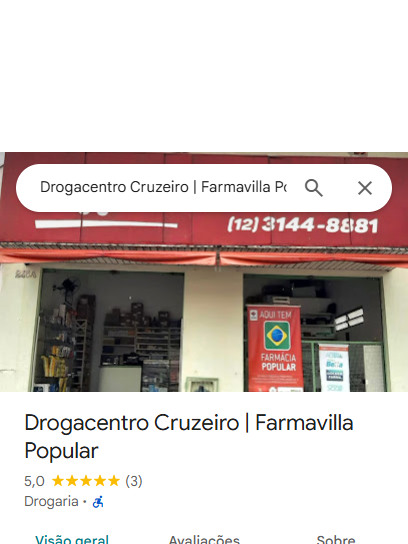 Drogacentro Cruzeiro | Farmavilla Po
(12) 3144-8881
AQUI TEM
FARMÁCIA
POPULAR
Drogacentro Cruzeiro | Farmavilla
Popular
5,0 ★★★★★ (3)
Drogaria ·
Visão geral Avaliações Sobre